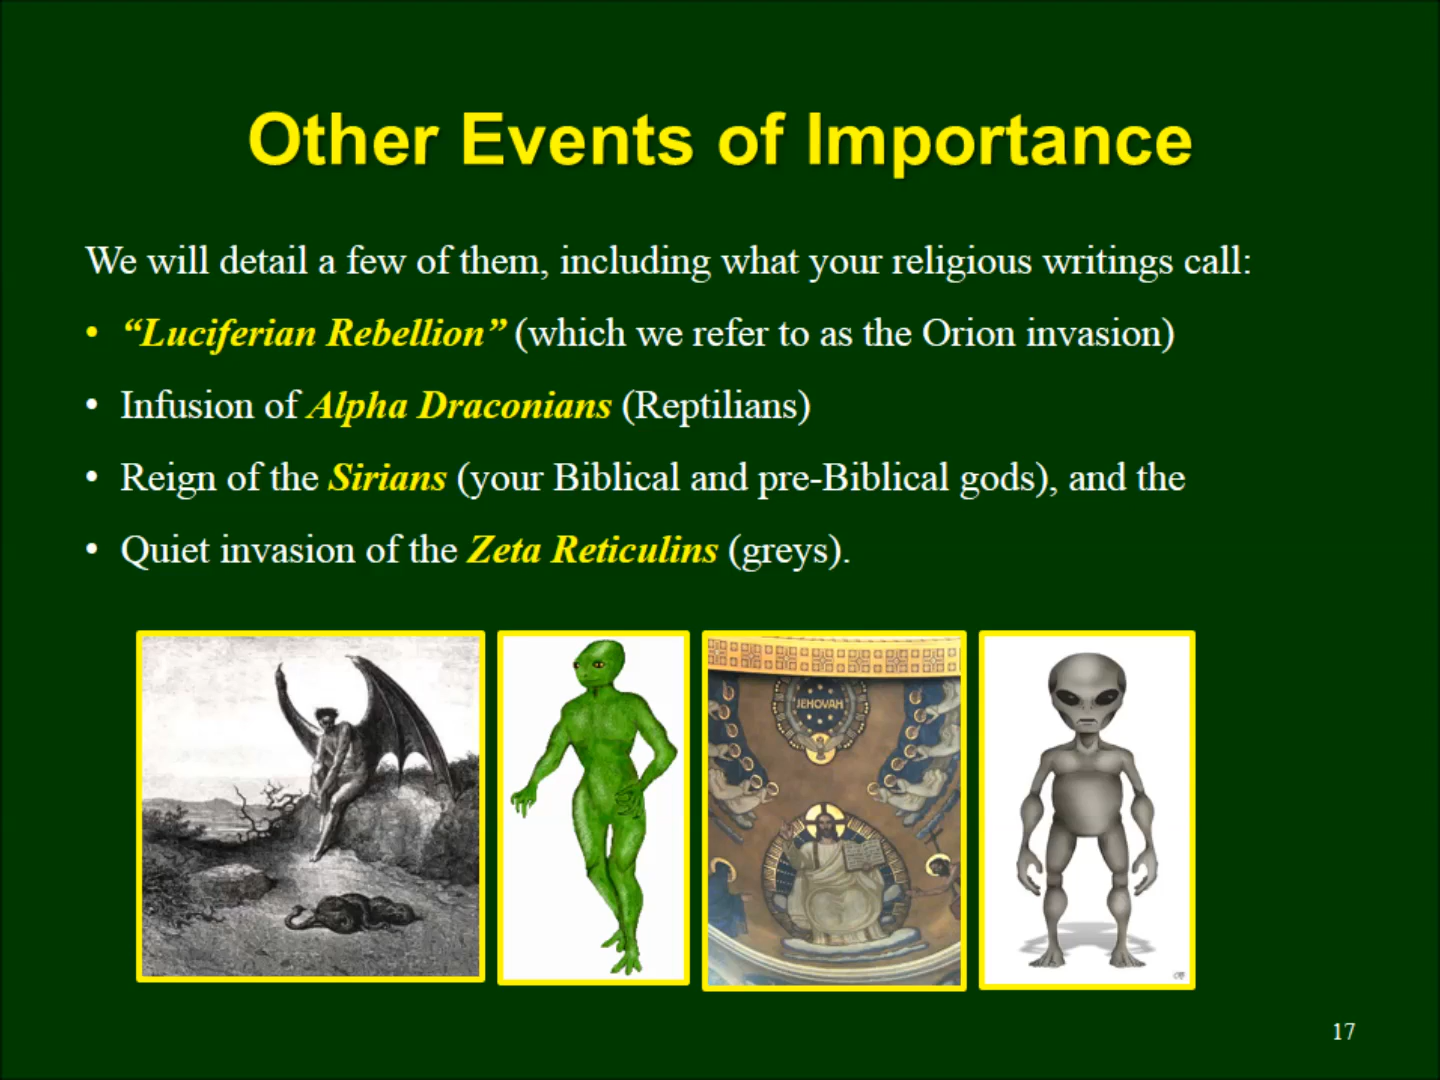 Other Events of Importance
We will detail a few of them, including what your religious writings call:
• “Luciferian Rebellion” (which we refer to as the Orion invasion)
• Infusion of Alpha Draconians (Reptilians)
• Reign of the Sirians (your Biblical and pre-Biblical gods), and the
• Quiet invasion of the Zeta Reticulins (greys).
JEHOVAH
17